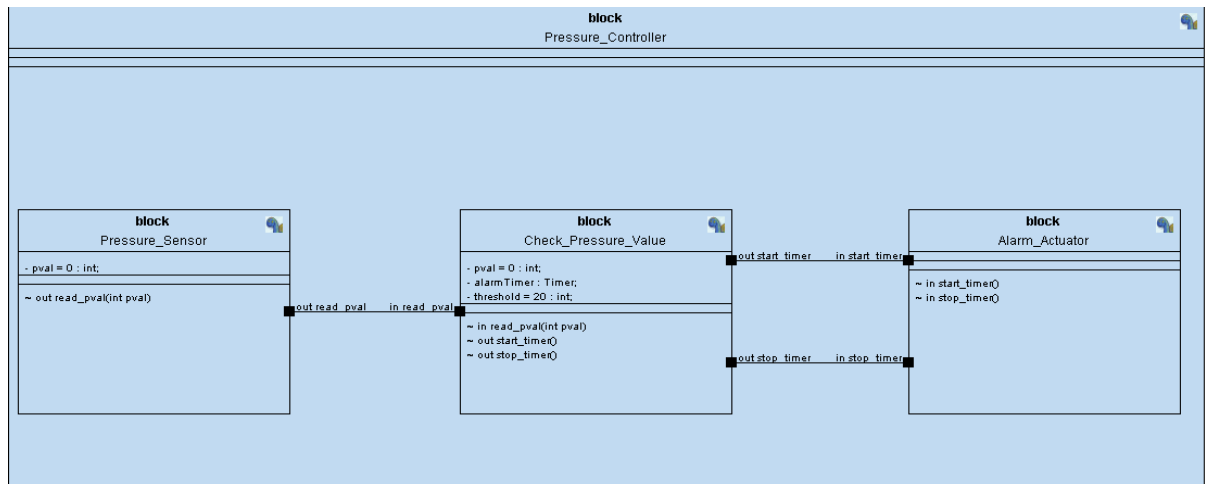 block
Pressure_Controller
block
Pressure_Sensor
- pval = 0 : int;
~ out read_pval(int pval)
out read_pval
in read_pval
block
Check_Pressure_Value
- pval = 0 : int;
- alarmTimer : Timer;
- threshold = 20 : int;
~ in read_pval(int pval)
~ out start_timer()
~ out stop_timer()
out start_timer
in start_timer
out stop_timer
in stop_timer
block
Alarm_Actuator
~ in start_timer()
~ in stop_timer()